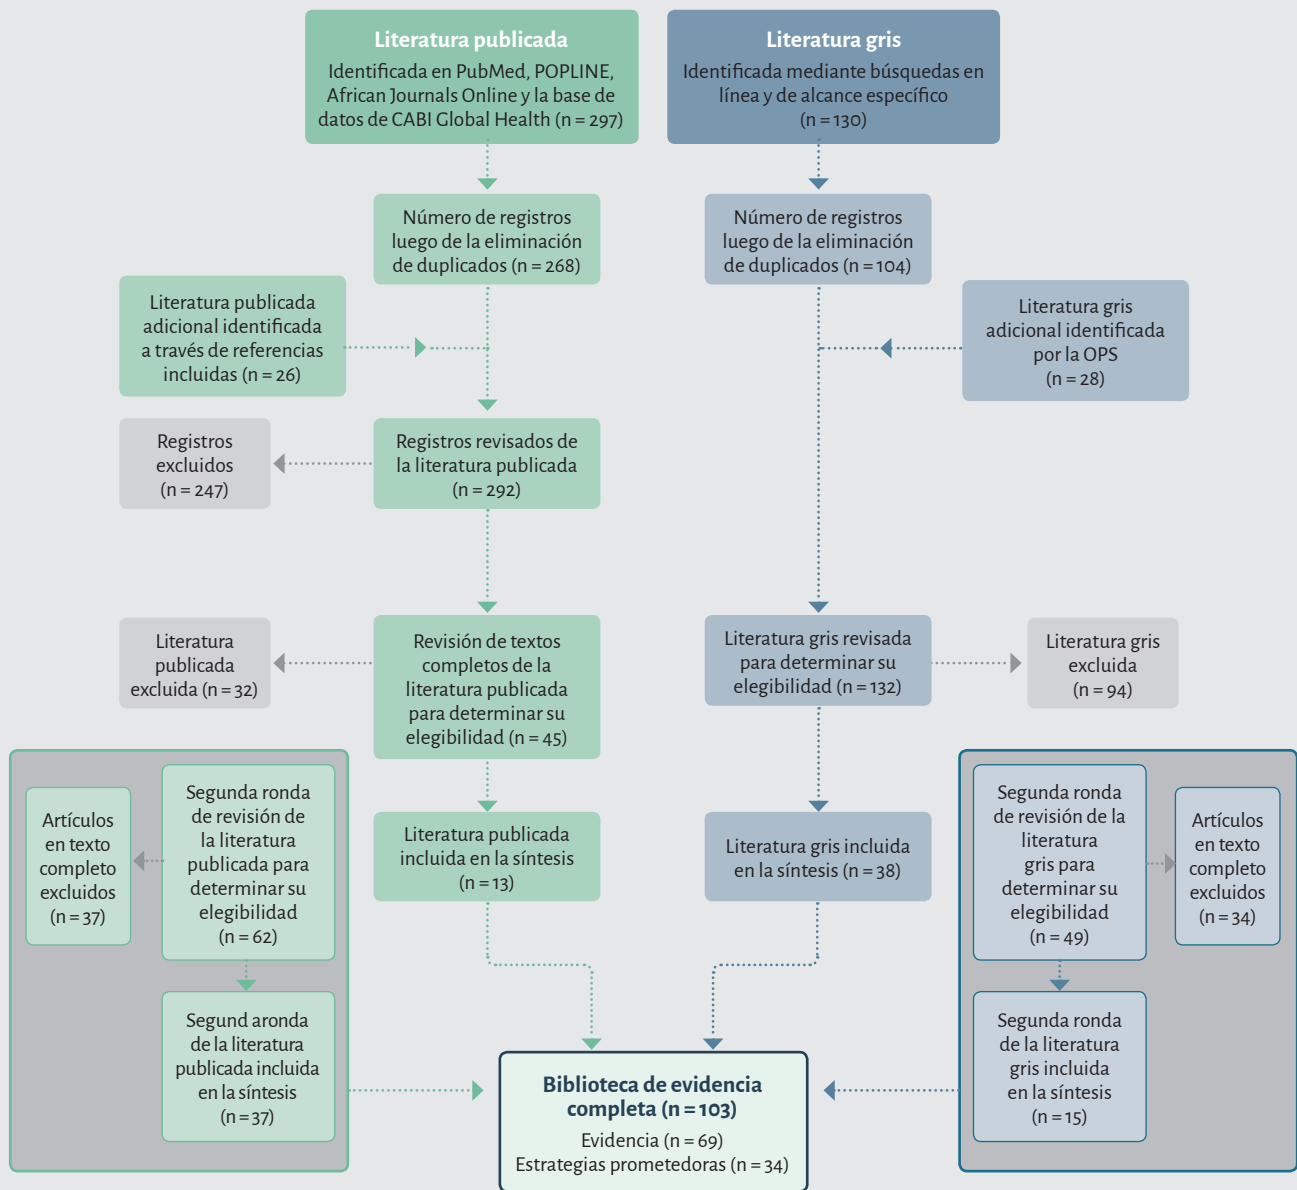 Literatura publicada
Identificada en PubMed, POPLINE,
African Journals Online y la base de
datos de CABI Global Health (n = 297)
Literatura gris
Identificada mediante búsquedas en
línea y de alcance específico
(n = 130)
Número de registros
luego de la eliminación
de duplicados (n = 268)
Número de registros
luego de la eliminación
de duplicados (n = 104)
Literatura publicada
adicional identificada
a través de referencias
incluidas (n = 26)
Literatura gris
adicional identificada
por la OPS
(n = 28)
Registros
excluidos
(n = 247)
Registros revisados de
la literatura publicada
(n = 292)
Literatura
publicada
excluida (n = 32)
Revisión de textos
completos de la
literatura publicada
para determinar su
elegibilidad (n = 45)
Literatura gris revisada
para determinar su
elegibilidad (n = 132)
Literatura gris
excluida
(n = 94)
Artículos
en texto
completo
excluidos
(n = 37)
Segunda ronda
de revisión de
la literatura
publicada para
determinar su
elegibilidad
(n = 62)
Literatura publicada
incluida en la síntesis
(n = 13)
Literatura gris incluida
en la síntesis (n = 38)
Segunda ronda
de revisión de la
literatura
gris para
determinar su
elegibilidad
(n = 49)
Artículos
en texto
completo
excluidos
(n = 34)
Segund aronda
de la literatura
publicada incluida
en la síntesis
(n = 37)
Segunda ronda
de la literatura
gris incluida
en la síntesis
(n = 15)
Biblioteca de evidencia
completa (n = 103)
Evidencia (n = 69)
Estrategias prometedoras (n = 34)